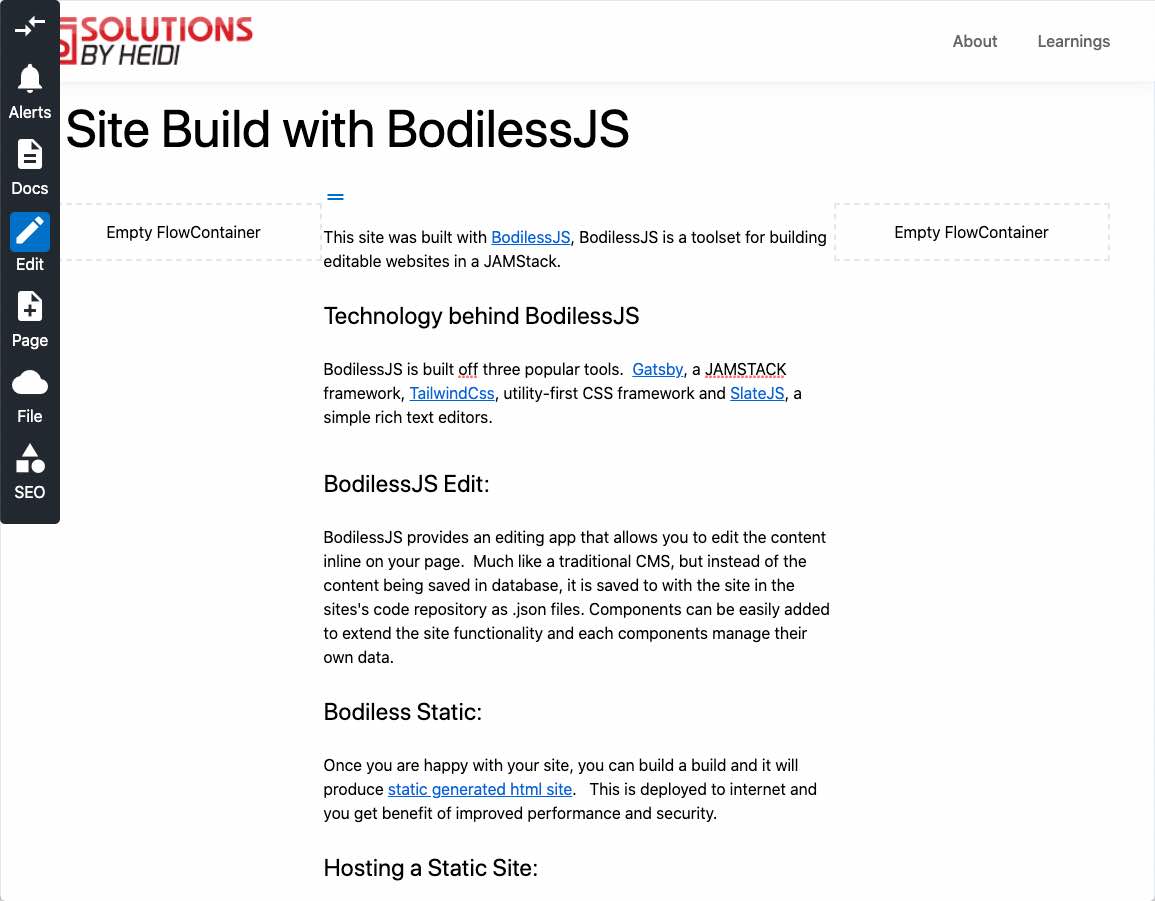 SOLUTIONS
BY HEIDI
About
Learnings
Alerts
Docs
Edit
Page
File
SEO
Site Build with BodilessJS
Empty FlowContainer
This site was built with BodilessJS, BodilessJS is a toolset for building
editable websites in a JAMStack.
Technology behind BodilessJS
BodilessJS is built off three popular tools.  Gatsby, a JAMSTACK
framework, TailwindCss, utility-first CSS framework and SlateJS, a
simple rich text editors.
BodilessJS Edit:
BodilessJS provides an editing app that allows you to edit the content
inline on your page.  Much like a traditional CMS, but instead of the
content being saved in database, it is saved to with the site in the
sites's code repository as .json files. Components can be easily added
to extend the site functionality and each components manage their
own data.
Bodiless Static:
Once you are happy with your site, you can build a build and it will
produce static generated html site.   This is deployed to internet and
you get benefit of improved performance and security.
Hosting a Static Site:
Empty FlowContainer